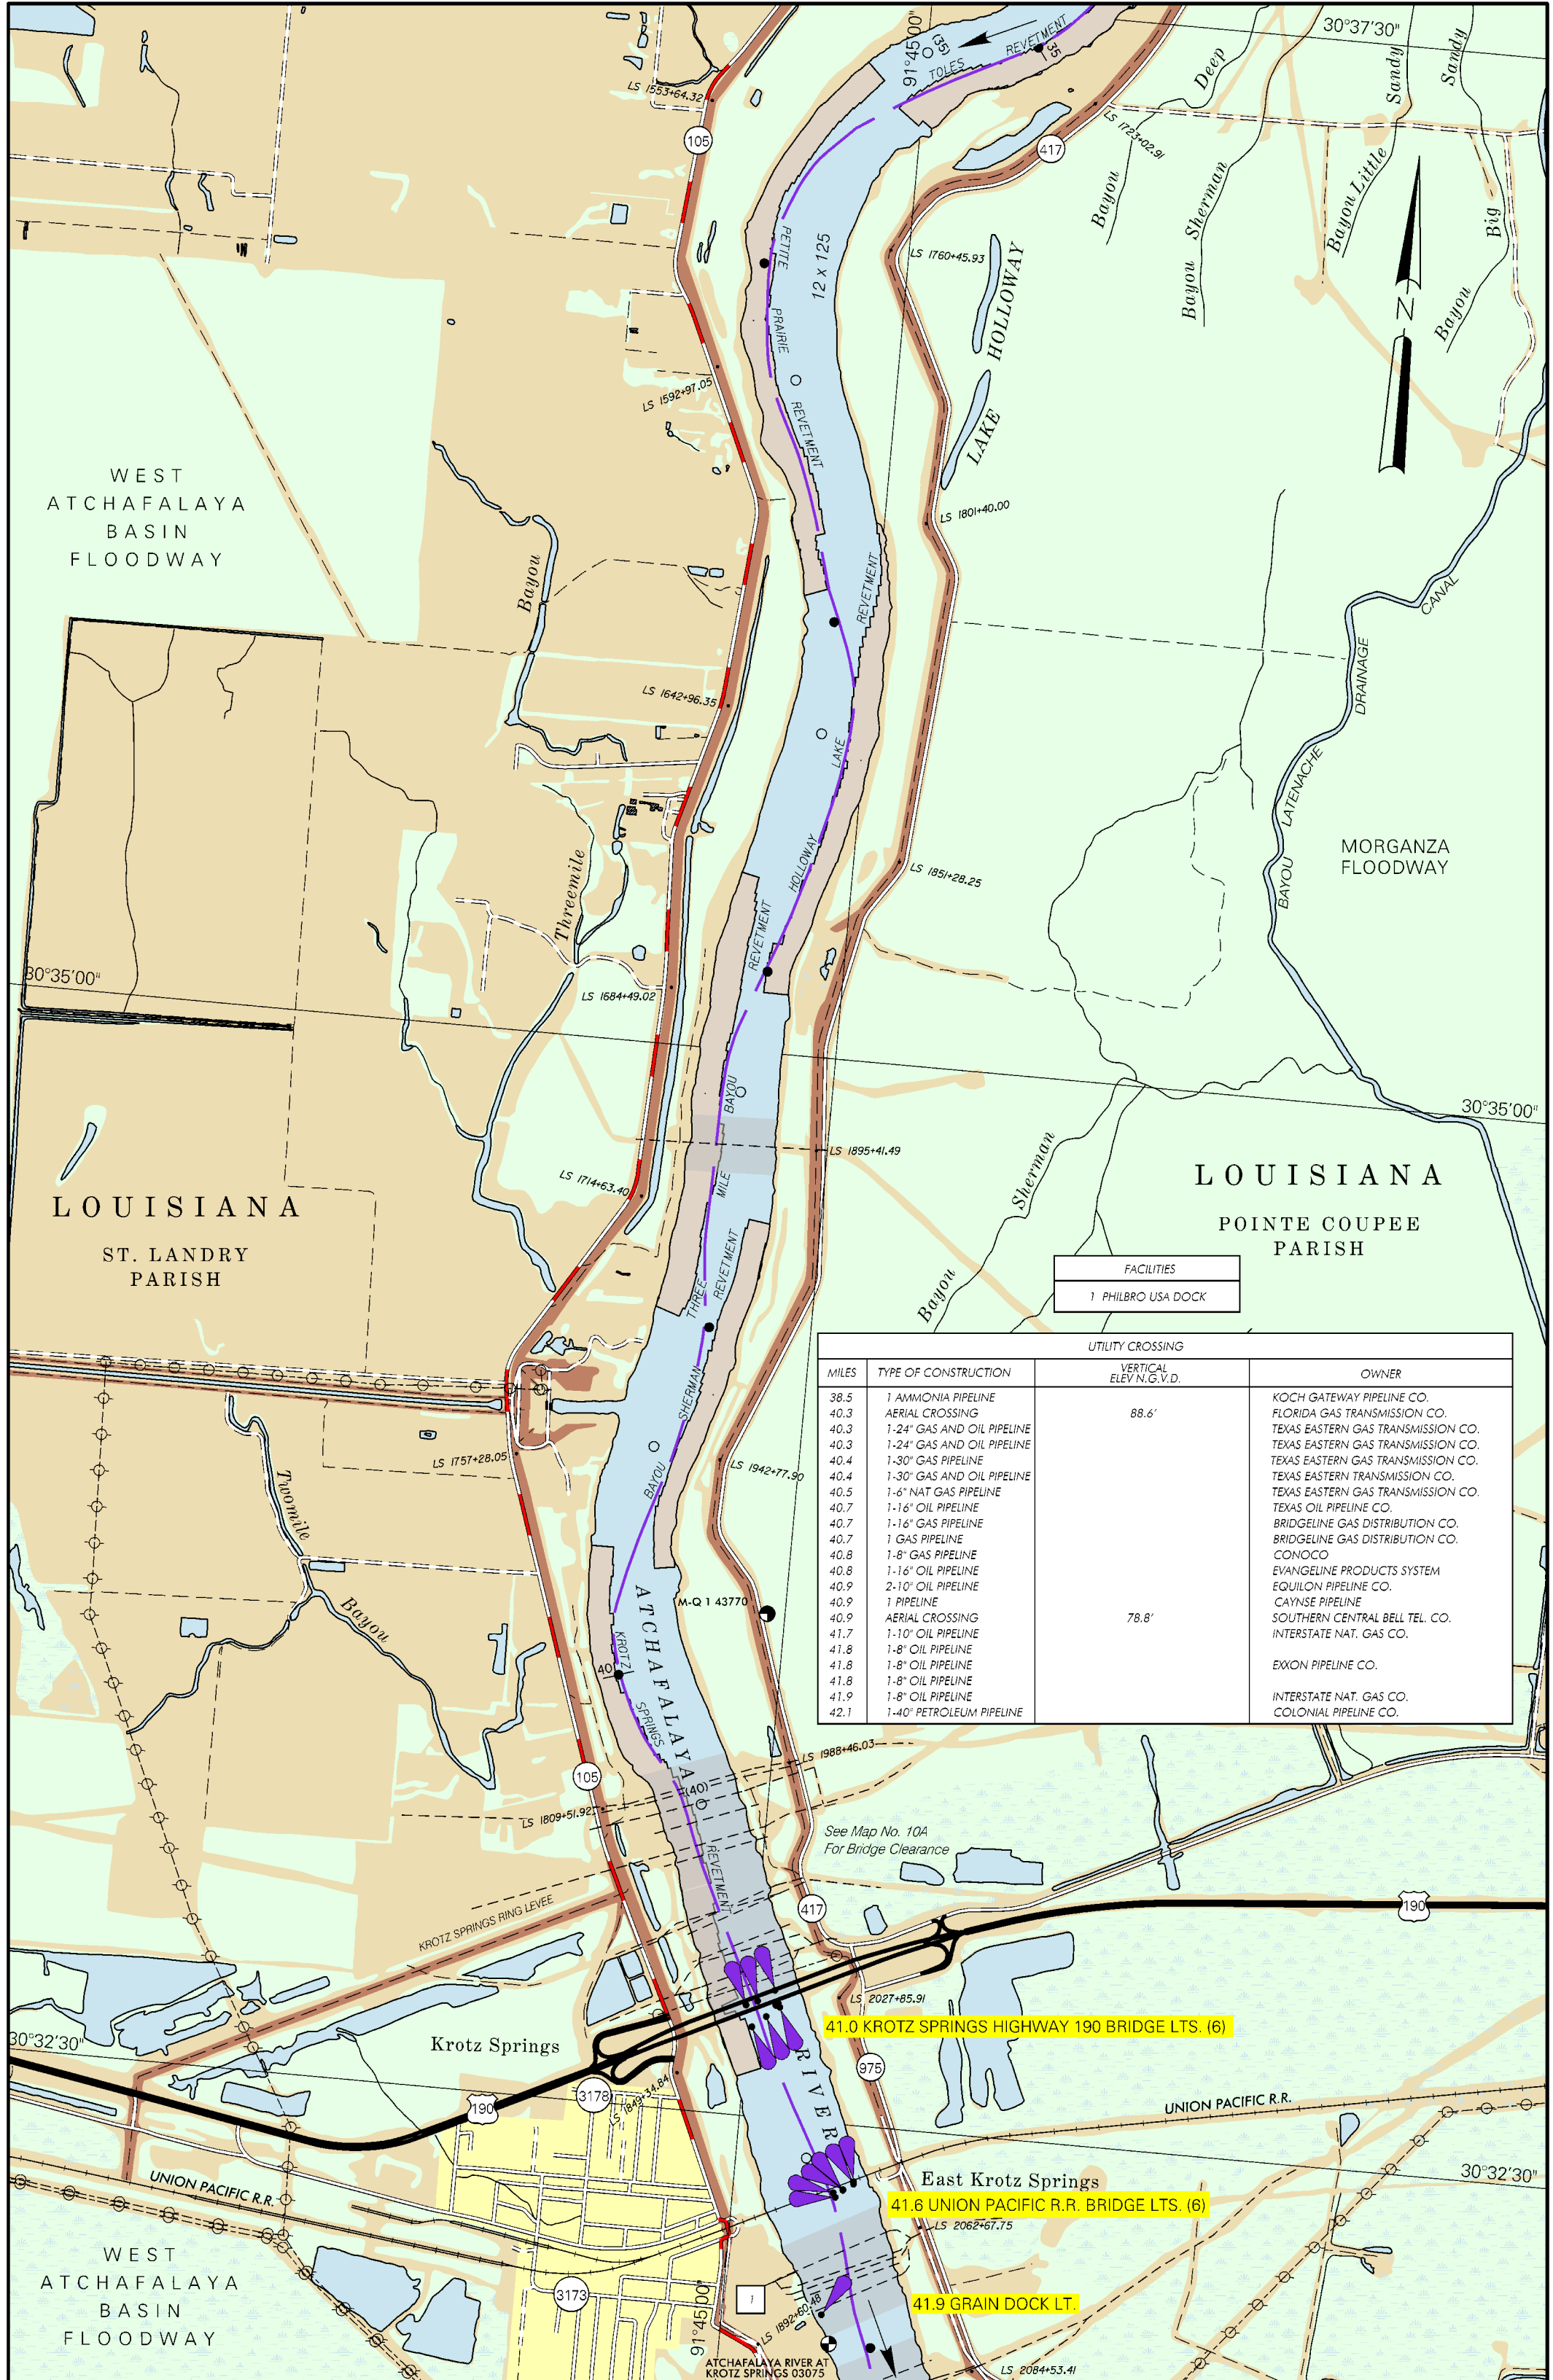 30°37'30"
91°45'00"
(35)
REVETMENT
35
TOLES
Deep
Bayou
Sandy
Bayou Little
Sandy
Big
Bayou
Sherman
Bayou
LS 1553+64.32
105
LS 1723+02.91
417
PETITE
PRAIRIE
REVETMENT
12 x 125
LS 1760+45.93
LAKE HOLLOWAY
N
LS 1592+97.05
WEST
ATCHAFALAYA
BASIN
FLOODWAY
LS 1801+40.00
Bayou
REVETMENT
LAKE
HOLLOWAY
CANAL
DRAINAGE
LATENACHE
BAYOU
LS 1642+96.35
MORGANZA
FLOODWAY
Threemile
LS 1851+28.25
REVETMENT
BAYOU
MILE
THREE
30°35'00"
LS 1684+49.02
30°35'00"
LS 1895+41.49
Sherman
Bayou
LS 1714+63.40
LOUISIANA
ST. LANDRY
PARISH
LOUISIANA
POINTE COUPEE
PARISH
REVETMENT
SHERMAN
BAYOU
FACILITIES
1 PHILBRO USA DOCK
UTILITY CROSSING
MILES TYPE OF CONSTRUCTION VERTICAL ELEV N.G.V.D. OWNER
38.5 1 AMMONIA PIPELINE KOCH GATEWAY PIPELINE CO.
40.3 AERIAL CROSSING 88.6' FLORIDA GAS TRANSMISSION CO.
40.3 1-24" GAS AND OIL PIPELINE TEXAS EASTERN GAS TRANSMISSION CO.
40.3 1-24" GAS AND OIL PIPELINE TEXAS EASTERN GAS TRANSMISSION CO.
40.4 1-30" GAS PIPELINE TEXAS EASTERN GAS TRANSMISSION CO.
40.4 1-30" GAS AND OIL PIPELINE TEXAS EASTERN TRANSMISSION CO.
40.5 1-6" NAT GAS PIPELINE TEXAS EASTERN GAS TRANSMISSION CO.
40.7 1-16" OIL PIPELINE TEXAS OIL PIPELINE CO.
40.7 1-16" GAS PIPELINE BRIDGELINE GAS DISTRIBUTION CO.
40.7 1 GAS PIPELINE BRIDGELINE GAS DISTRIBUTION CO.
40.8 1-8" GAS PIPELINE CONOCO
40.8 1-16" OIL PIPELINE EVANGELINE PRODUCTS SYSTEM
40.9 2-10" OIL PIPELINE EQUILON PIPELINE CO.
40.9 1 PIPELINE CAYNSE PIPELINE
40.9 AERIAL CROSSING 78.8' SOUTHERN CENTRAL BELL TEL. CO.
41.7 1-10" OIL PIPELINE INTERSTATE NAT. GAS CO.
41.8 1-8" OIL PIPELINE
41.8 1-8" OIL PIPELINE EXXON PIPELINE CO.
41.8 1-8" OIL PIPELINE
41.9 1-8" OIL PIPELINE INTERSTATE NAT. GAS CO.
42.1 1-40" PETROLEUM PIPELINE COLONIAL PIPELINE CO.
LS 1757+28.05
LS 1942+77.90
Twomile
Bayou
M-Q 1 43770
ATCHAFALAYA
KROTZ
40
SPRINGS
REVETMENT
105
(40)
LS 1988+46.03
LS 1809+51.92
See Map No. 10A
For Bridge Clearance
KROTZ SPRINGS RING LEVEE
417
190
LS 2027+85.91
41.0 KROTZ SPRINGS HIGHWAY 190 BRIDGE LTS. (6)
30°32'30"
Krotz Springs
RIVER
975
190
3178
LS 1849+34.84
UNION PACIFIC R.R.
UNION PACIFIC R.R.
East Krotz Springs
30°32'30"
41.6 UNION PACIFIC R.R. BRIDGE LTS. (6)
LS 2062+67.75
WEST
ATCHAFALAYA
BASIN
FLOODWAY
3173
91°45'00"
1
LS 1892+60.48
41.9 GRAIN DOCK LT.
ATCHAFALAYA RIVER AT
KROTZ SPRINGS 03075
LS 2084+53.41